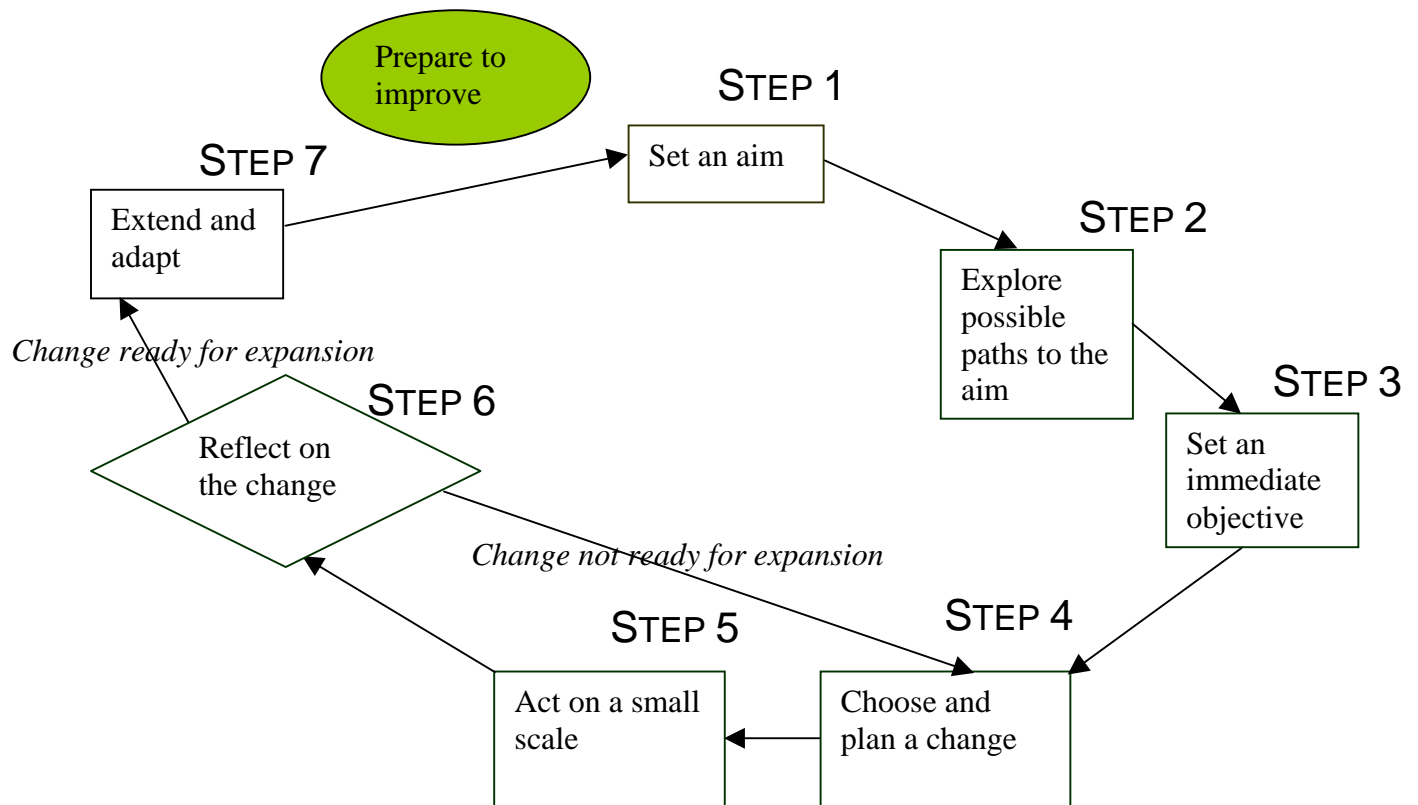 Prepare to
improve
STEP 1
Set an aim
STEP 2
Explore
possible
paths to the
aim
STEP 3
Set an
immediate
objective
STEP 4
Choose and
plan a change
STEP 5
Act on a small
scale
STEP 6
Reflect on
the change
Change not ready for expansion
Change ready for expansion
STEP 7
Extend and
adapt